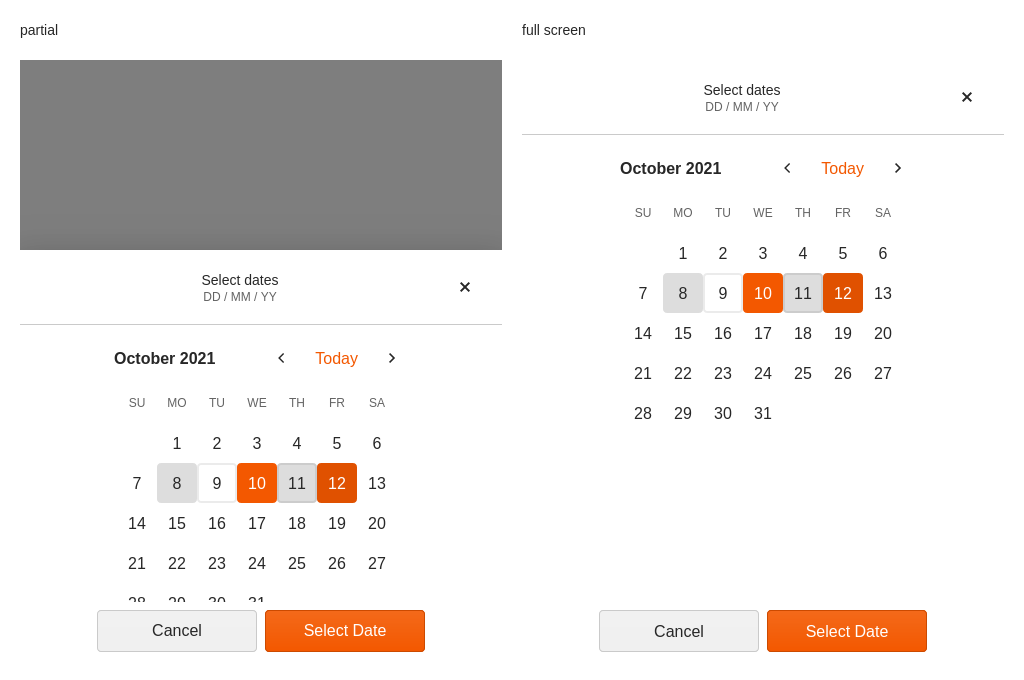 partial
Select dates
DD / MM / YY
October 2021
Today
SU MO TU WE TH FR SA
1 2 3 4 5 6
7 8 9 10 11 12 13
14 15 16 17 18 19 20
21 22 23 24 25 26 27
28 29 30 31
Cancel Select Date
full screen
Select dates
DD / MM / YY
October 2021
Today
SU MO TU WE TH FR SA
1 2 3 4 5 6
7 8 9 10 11 12 13
14 15 16 17 18 19 20
21 22 23 24 25 26 27
28 29 30 31
Cancel Select Date